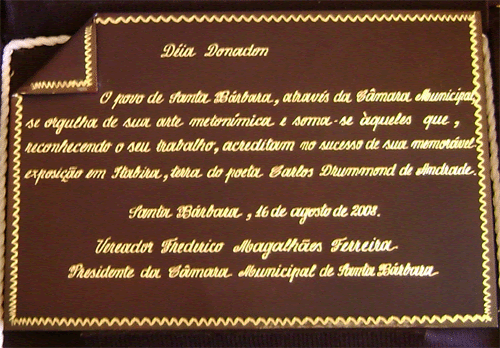 Déia Donadon
O povo de Santa Bárbara, através da Câmara Municipal,
se orgulha de sua arte metonímica e soma-se àqueles que,
reconhecendo o seu trabalho, acreditam no sucesso de sua memorável
exposição em Itabira, terra do poeta Carlos Drummond de Andrade.
Santa Bárbara, 16 de agosto de 2008.
Vereador Frederico Magalhães Ferreira
Presidente da Câmara Municipal de Santa Bárbara